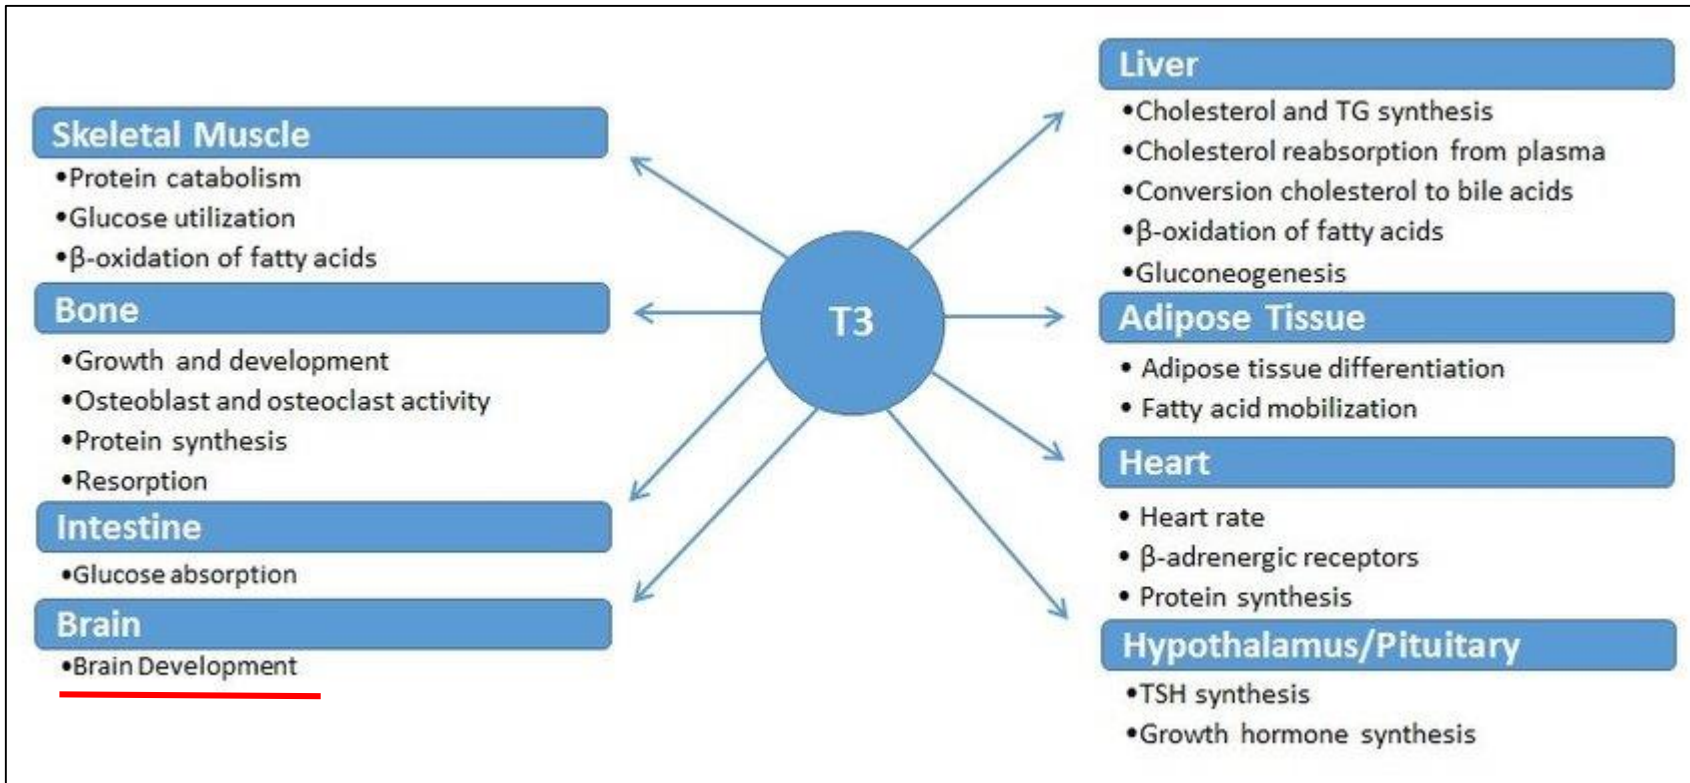 Skeletal Muscle
•Protein catabolism
•Glucose utilization
•β-oxidation of fatty acids
Bone
•Growth and development
•Osteoblast and osteoclast activity
•Protein synthesis
•Resorption
Intestine
•Glucose absorption
Brain
•Brain Development
T3
Liver
•Cholesterol and TG synthesis
•Cholesterol reabsorption from plasma
•Conversion cholesterol to bile acids
•β-oxidation of fatty acids
•Gluconeogenesis
Adipose Tissue
• Adipose tissue differentiation
• Fatty acid mobilization
Heart
• Heart rate
• β-adrenergic receptors
• Protein synthesis
Hypothalamus/Pituitary
•TSH synthesis
•Growth hormone synthesis